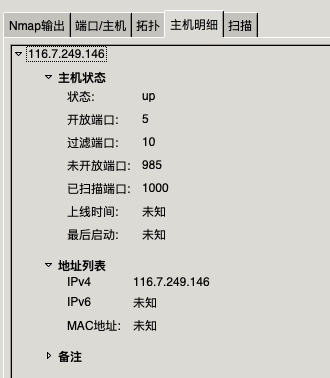 Nmap输出 端口/主机 拓扑 主机明细 扫描
116.7.249.146
主机状态
状态: up
开放端口: 5
过滤端口: 10
未开放端口: 985
已扫描端口: 1000
上线时间: 未知
最后启动: 未知
地址列表
IPv4 116.7.249.146
IPv6 未知
MAC地址: 未知
备注